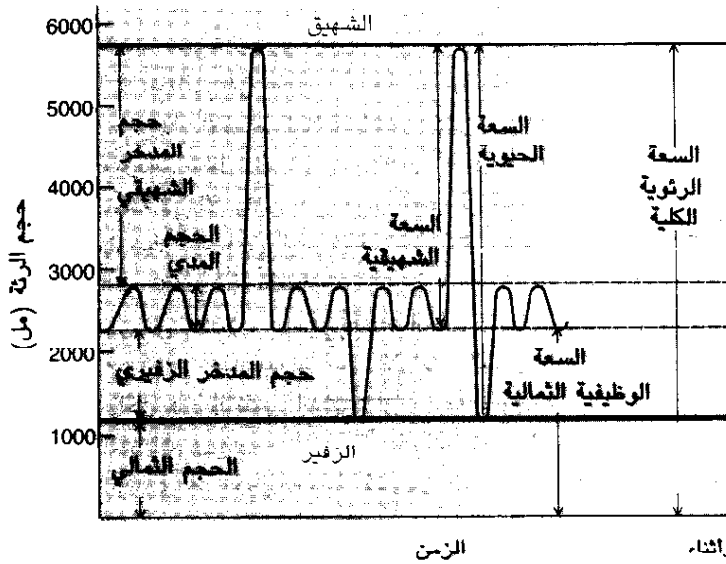 6000
الشهيق
5000
4000
3000
2000
1000
حجم الرئة (مل)
حجم
المدخر
الشهيقي
الحجم
المدي
السعة
الشهيقية
السعة
الحيوية
السعة
الرئوية
الكلية
حجم المدخر الزفيري
السعة
الوظيفية الثمالية
الحجم الثمالي
الزفير
الزمن
راثناء